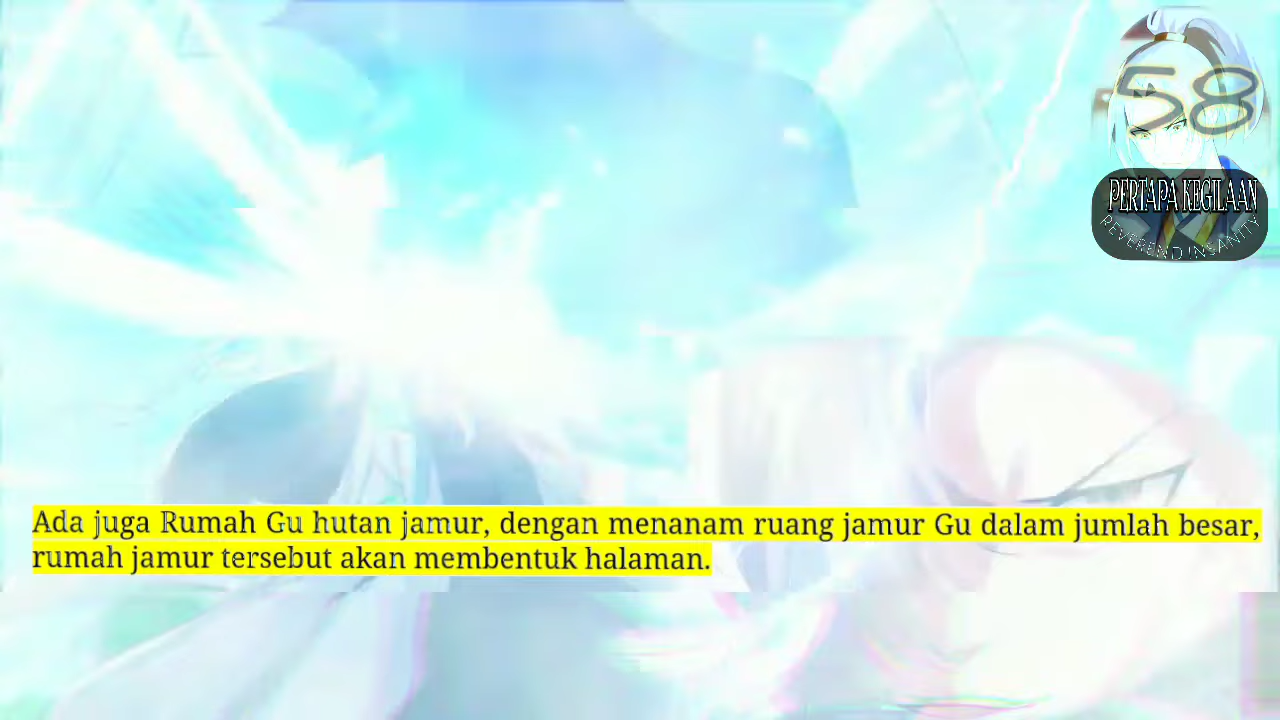 58
PERTAPA KEGILAAN
REVEREND INSANITY
Ada juga Rumah Gu hutan jamur, dengan menanam ruang jamur Gu dalam jumlah besar,
rumah jamur tersebut akan membentuk halaman.